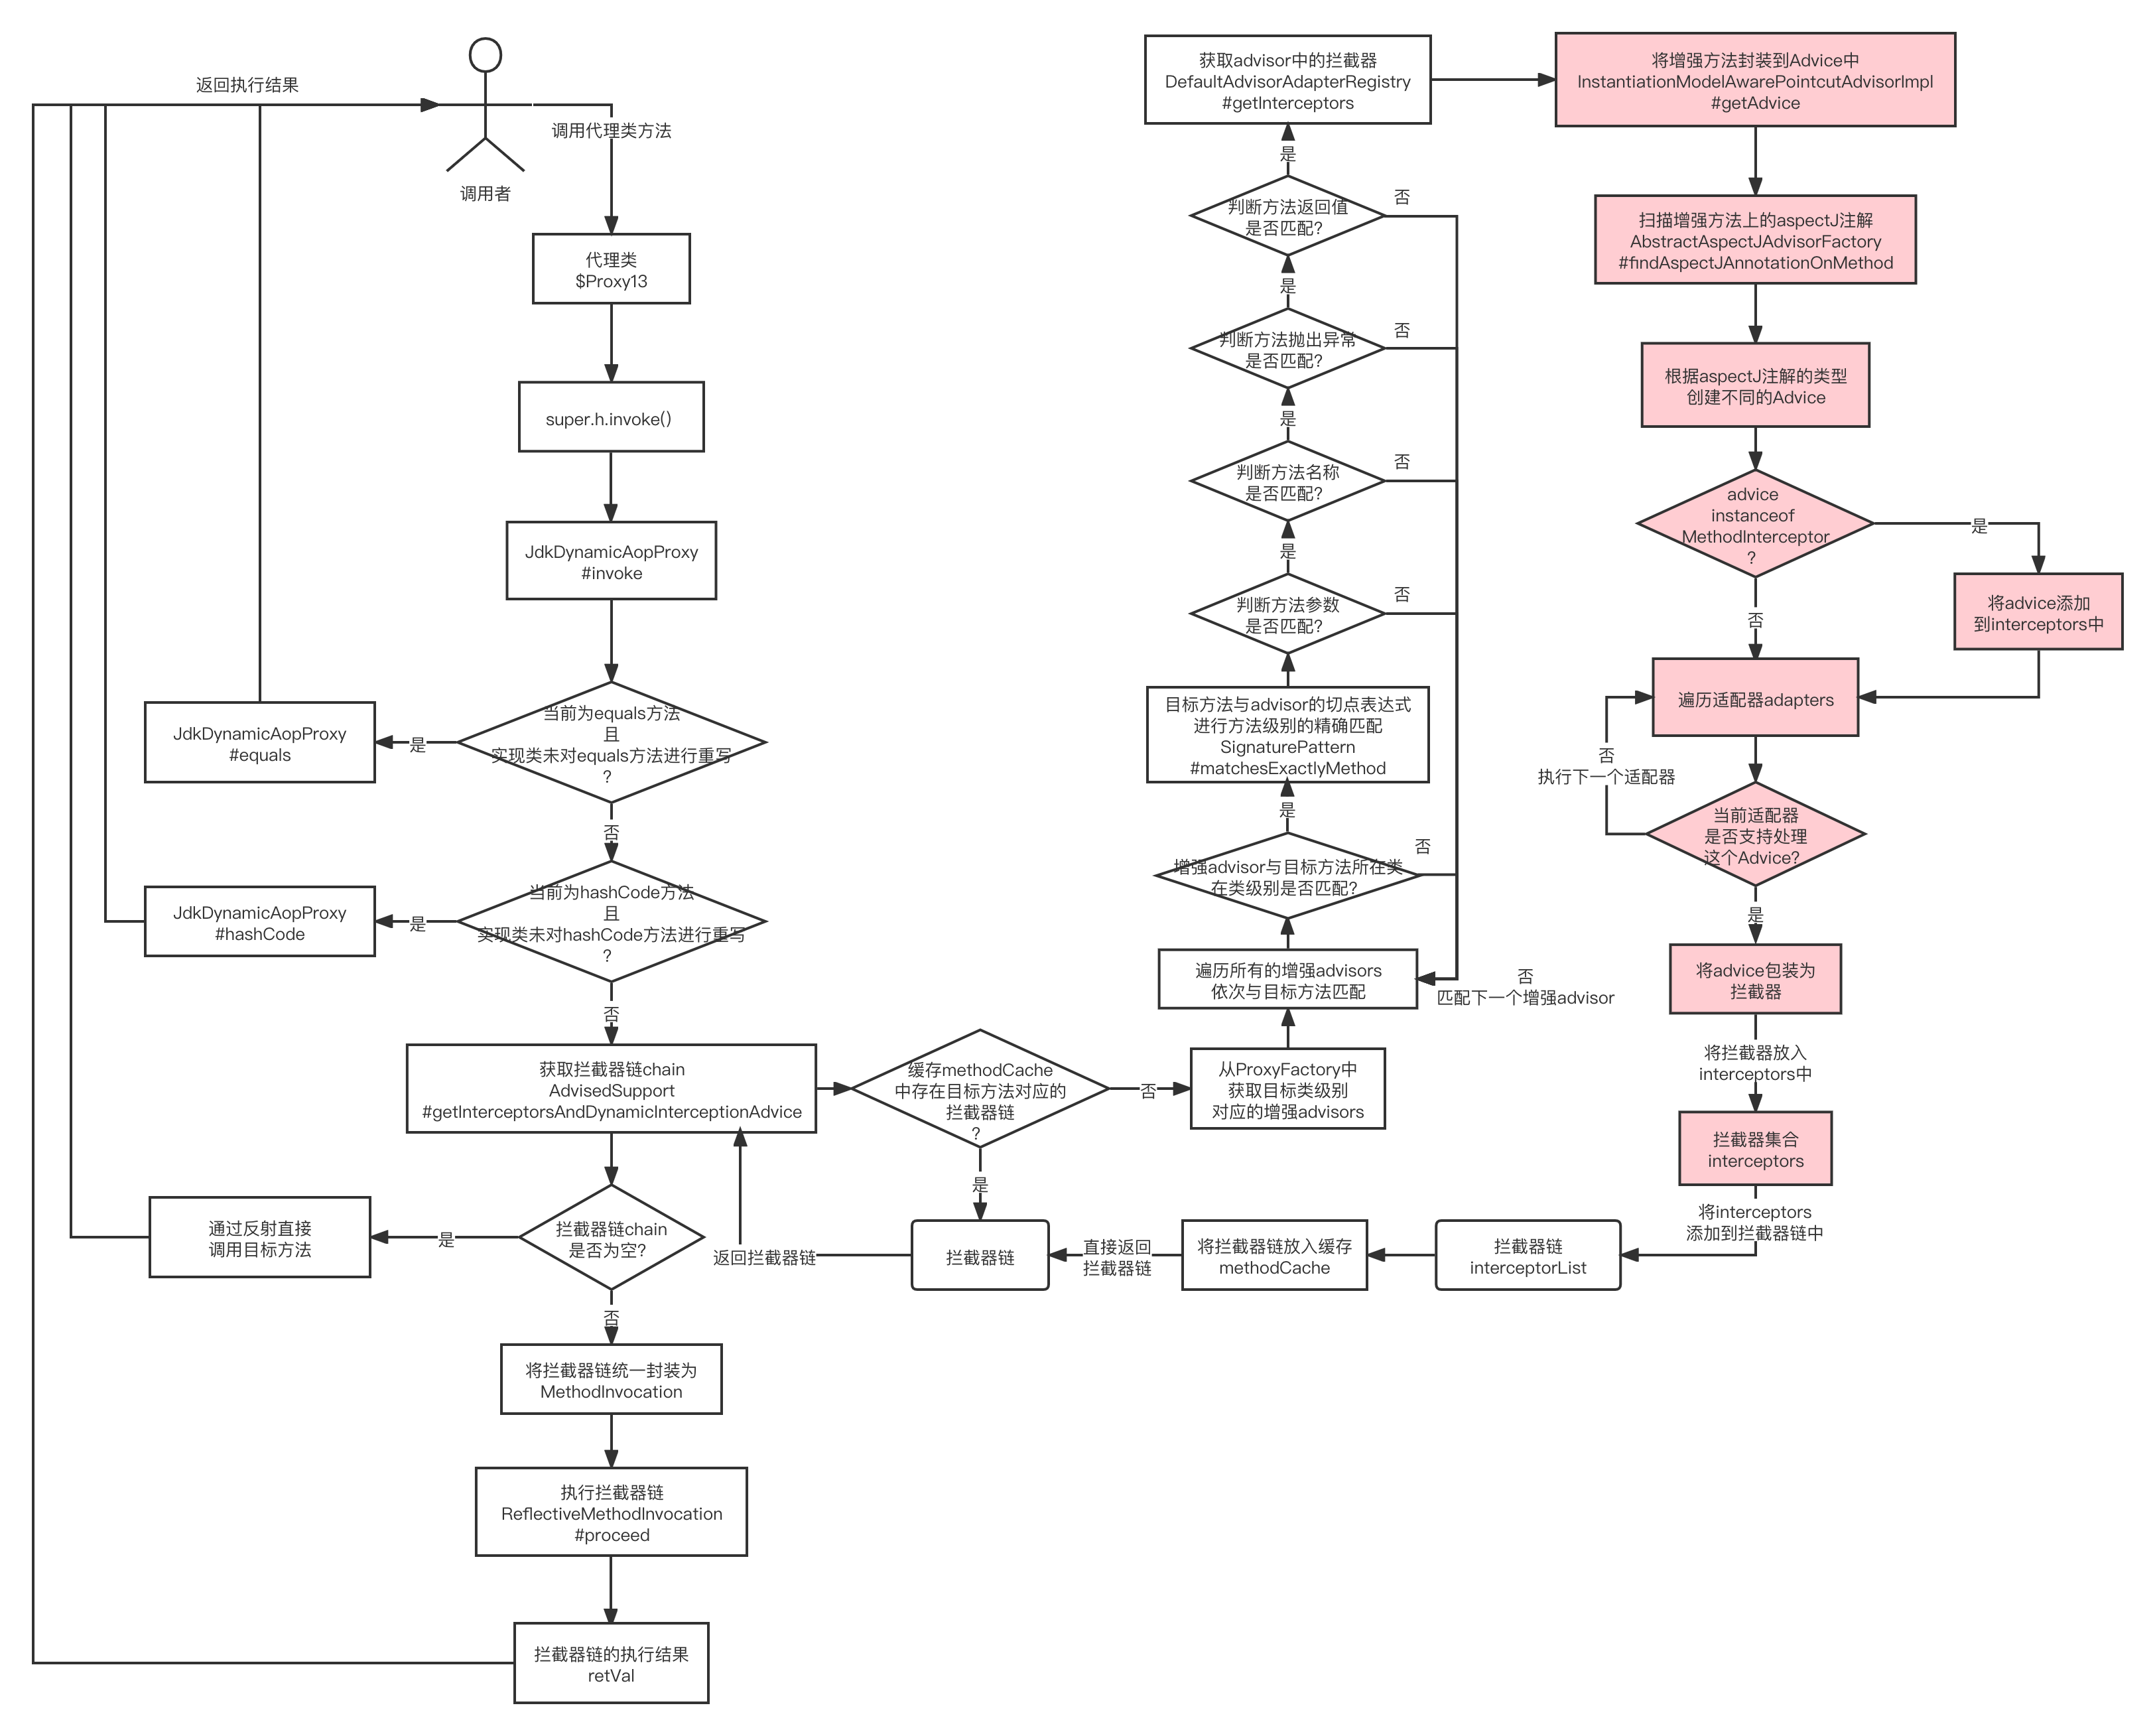 返回执行结果
调用代理类方法
调用者
代理类
$Proxy13
super.h.invoke()
JdkDynamicAopProxy
#invoke
当前为equals方法
且
实现类未对equals方法进行重写
?
是
JdkDynamicAopProxy
#equals
否
当前为hashCode方法
且
实现类未对hashCode方法进行重写
?
是
JdkDynamicAopProxy
#hashCode
否
获取拦截器链chain
AdvisedSupport
#getInterceptorsAndDynamicInterceptionAdvice
拦截器链chain
是否为空?
是
通过反射直接
调用目标方法
否
将拦截器链统一封装为
MethodInvocation
执行拦截器链
ReflectiveMethodInvocation
#proceed
拦截器链的执行结果
retVal
缓存methodCache
中存在目标方法对应的
拦截器链
?
否
是
从ProxyFactory中
获取目标类级别
对应的增强advisors
遍历所有的增强advisors
依次与目标方法匹配
否
匹配下一个增强advisor
增强advisor与目标方法所在类
在类级别是否匹配?
否
是
目标方法与advisor的切点表达式
进行方法级别的精确匹配
SignaturePattern
#matchesExactlyMethod
判断方法参数
是否匹配?
否
是
判断方法名称
是否匹配?
否
是
判断方法抛出异常
是否匹配?
否
是
判断方法返回值
是否匹配?
否
是
获取advisor中的拦截器
DefaultAdvisorAdapterRegistry
#getInterceptors
将增强方法封装到Advice中
InstantiationModelAwarePointcutAdvisorImpl
#getAdvice
扫描增强方法上的aspectJ注解
AbstractAspectJAdvisorFactory
#findAspectJAnnotationOnMethod
根据aspectJ注解的类型
创建不同的Advice
advice
instanceof
MethodInterceptor
?
是
将advice添加
到interceptors中
否
遍历适配器adapters
否
执行下一个适配器
当前适配器
是否支持处理
这个Advice?
是
将advice包装为
拦截器
将拦截器放入
interceptors中
拦截器集合
interceptors
将interceptors
添加到拦截器链中
拦截器链
interceptorList
将拦截器链放入缓存
methodCache
直接返回
拦截器链
拦截器链
返回拦截器链